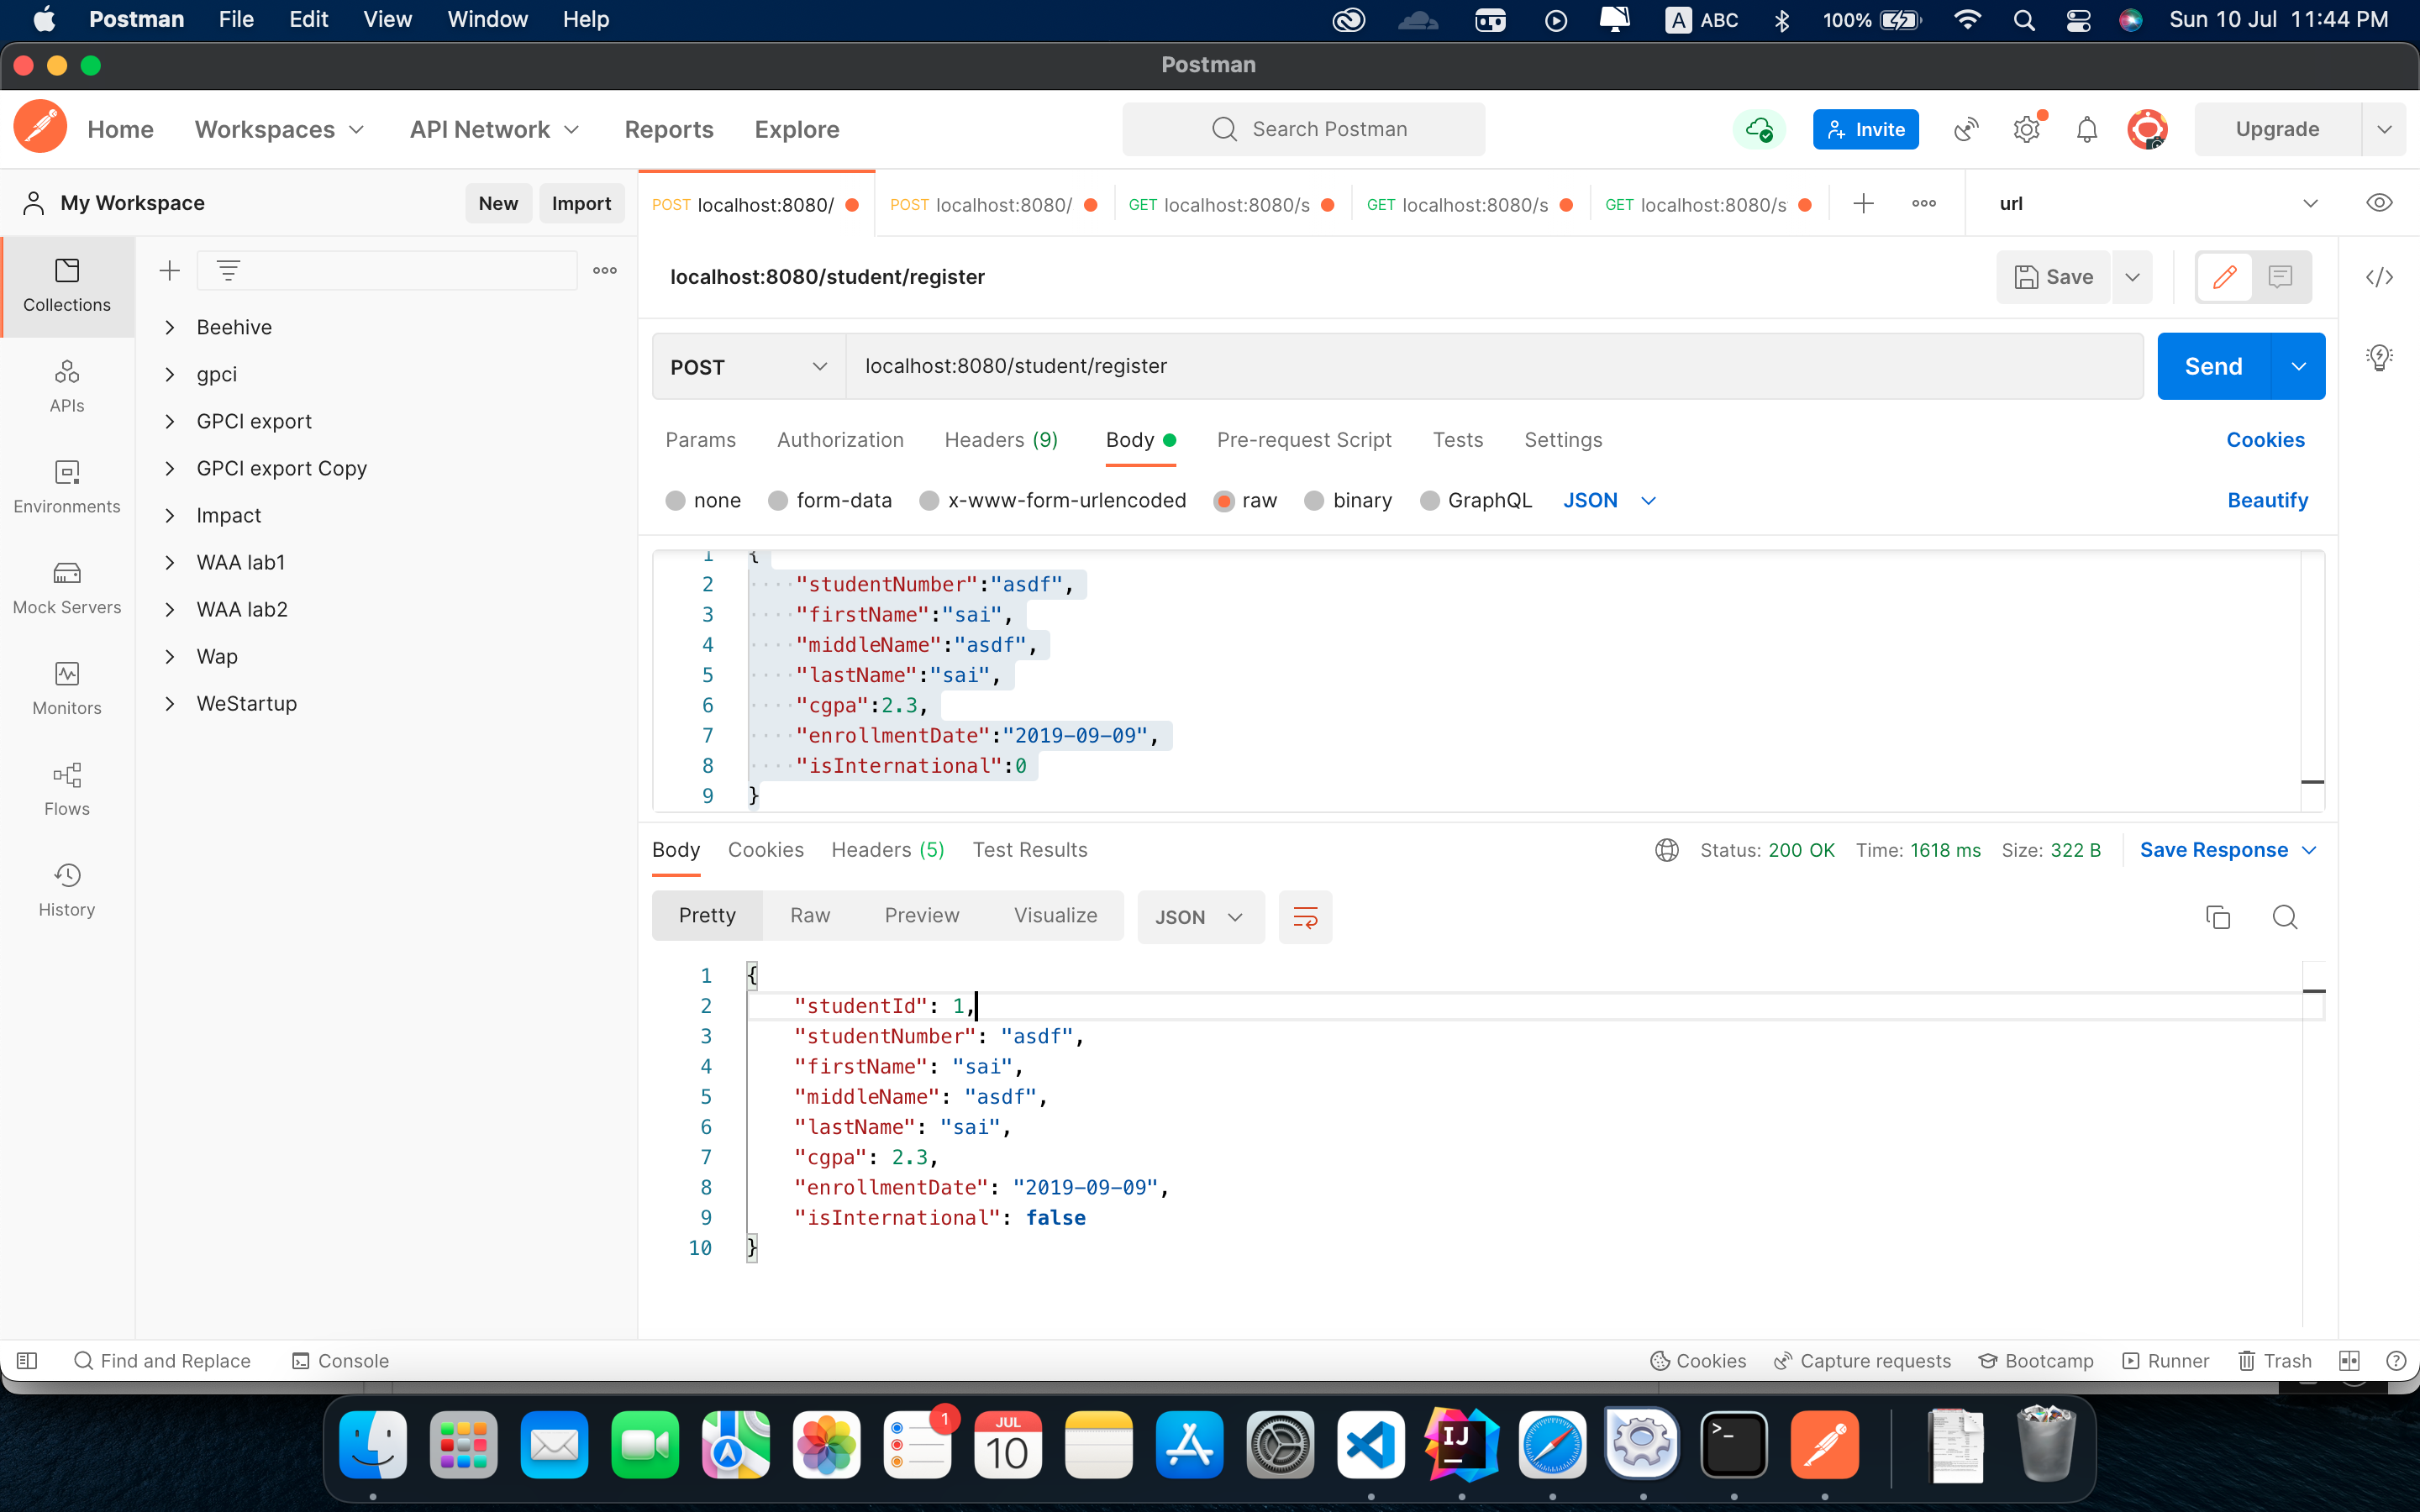 Postman File Edit View Window Help A ABC 100% Sun 10 Jul 11:44 PM
Postman
Home Workspaces API Network Reports Explore Search Postman Invite Upgrade
My Workspace New Import POST localhost:8080/ POST localhost:8080/ GET localhost:8080/s GET localhost:8080/s GET localhost:8080/s url
Collections
APIs
Environments
Mock Servers
Monitors
Flows
History
Beehive
gpci
GPCI export
GPCI export Copy
Impact
WAA lab1
WAA lab2
Wap
WeStartup
localhost:8080/student/register Save
POST localhost:8080/student/register Send
Params Authorization Headers (9) Body Pre-request Script Tests Settings Cookies
none form-data x-www-form-urlencoded raw binary GraphQL JSON Beautify
1 {
2 "studentNumber":"asdf",
3 "firstName":"sai",
4 "middleName":"asdf",
5 "lastName":"sai",
6 "cgpa":2.3,
7 "enrollmentDate":"2019-09-09",
8 "isInternational":0
9 }
Body Cookies Headers (5) Test Results Status: 200 OK Time: 1618 ms Size: 322 B Save Response
Pretty Raw Preview Visualize JSON
1 {
2 "studentId": 1,
3 "studentNumber": "asdf",
4 "firstName": "sai",
5 "middleName": "asdf",
6 "lastName": "sai",
7 "cgpa": 2.3,
8 "enrollmentDate": "2019-09-09",
9 "isInternational": false
10 }
Find and Replace Console Cookies Capture requests Bootcamp Runner Trash
1 JUL
10 IJ